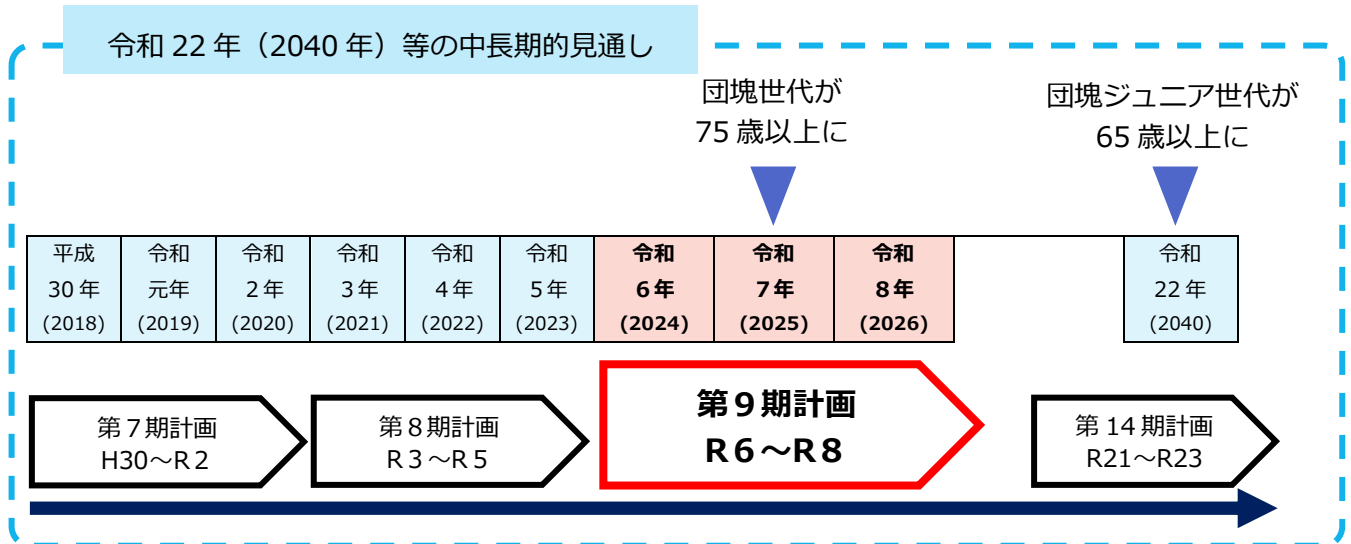 令和 22 年（2040 年）等の中長期的見通し
団塊世代が
75 歳以上に
団塊ジュニア世代が
65 歳以上に
平成
30 年
(2018)
令和
元年
(2019)
令和
２年
(2020)
令和
３年
(2021)
令和
４年
(2022)
令和
５年
(2023)
令和
６年
(2024)
令和
７年
(2025)
令和
８年
(2026)
令和
22 年
(2040)
第７期計画
H30～R２
第８期計画
R３～R５
第９期計画
R６～R８
第 14 期計画
R21～R23